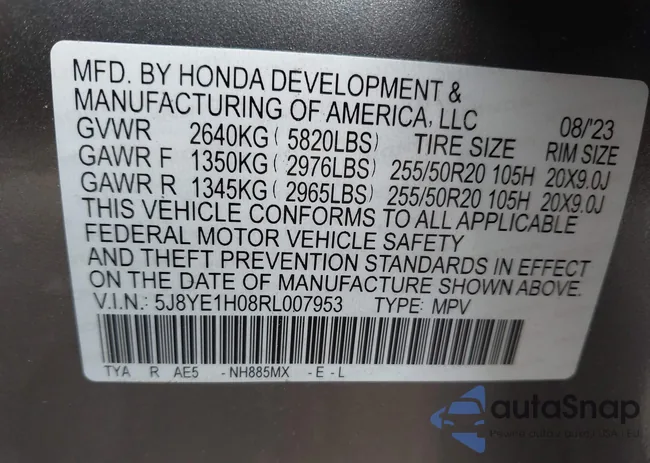 MFD. BY HONDA DEVELOPMENT &
MANUFACTURING OF AMERICA, LLC 08/'23
GVWR 2640KG ( 5820LBS) TIRE SIZE RIM SIZE
GAWR F 1350KG ( 2976LBS) 255/50R20 105H 20X9.0J
GAWR R 1345KG ( 2965LBS) 255/50R20 105H 20X9.0J
THIS VEHICLE CONFORMS TO ALL APPLICABLE
FEDERAL MOTOR VEHICLE SAFETY
AND THEFT PREVENTION STANDARDS IN EFFECT
ON THE DATE OF MANUFACTURE SHOWN ABOVE.
V.I.N.: 5J8YE1H08RL007953 TYPE: MPV
TYA R AE5 -NH885MX -E-L
autaSnap